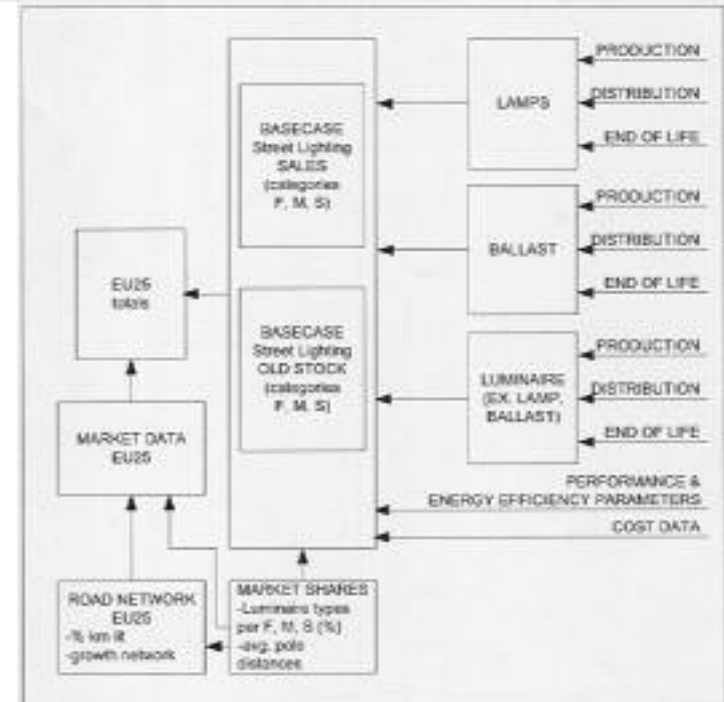 PRODUCTION
LAMPS
DISTRIBUTION
END OF LIFE
BASECASE
Street Lighting
SALES
(categories
F, M, S)
PRODUCTION
BALLAST
DISTRIBUTION
END OF LIFE
EU25
totals
BASECASE
Street Lighting
OLD STOCK
(categories
F, M, S)
PRODUCTION
LUMINAIRE
(EX. LAMP,
BALLAST)
DISTRIBUTION
END OF LIFE
MARKET DATA
EU25
PERFORMANCE &
ENERGY EFFICIENCY PARAMETERS
COST DATA
ROAD NETWORK
EU25
-% km lit
-growth network
MARKET SHARES
-Luminaire types
per F, M, S (%)
-avg. pole
distances